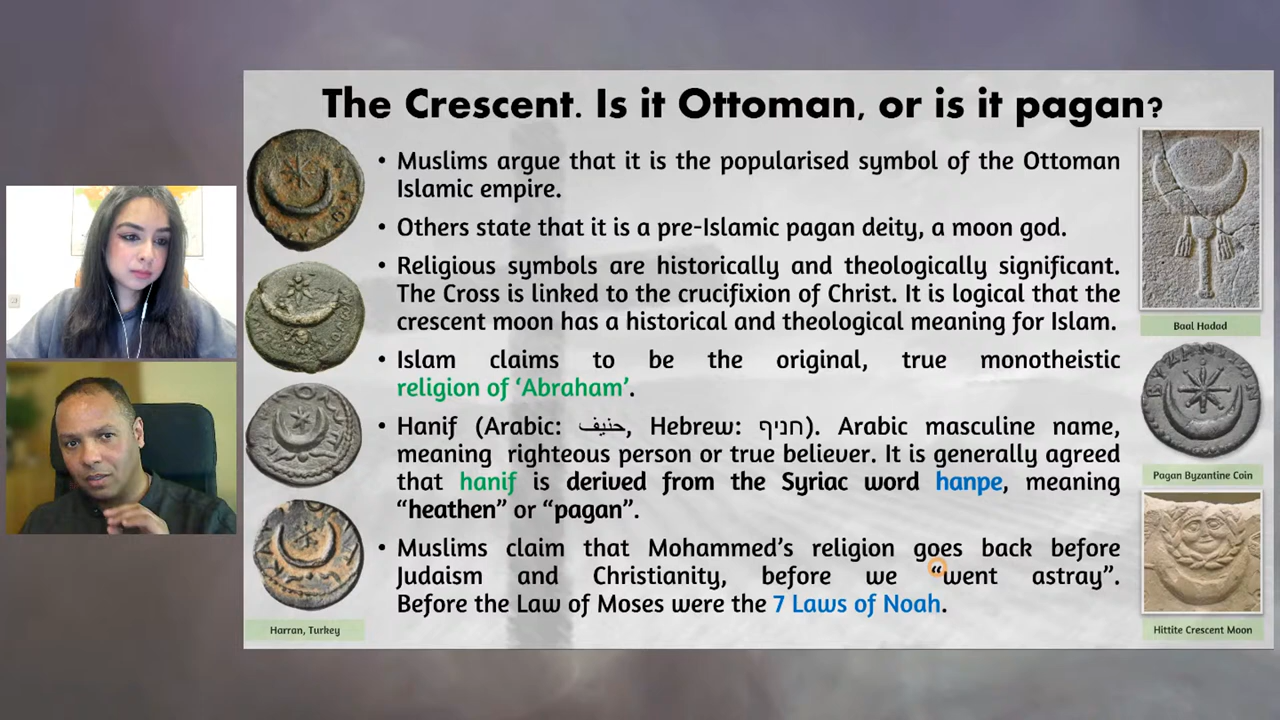 The Crescent. Is it Ottoman, or is it pagan?
• Muslims argue that it is the popularised symbol of the Ottoman
Islamic empire.
• Others state that it is a pre-Islamic pagan deity, a moon god.
• Religious symbols are historically and theologically significant.
The Cross is linked to the crucifixion of Christ. It is logical that the
crescent moon has a historical and theological meaning for Islam.
• Islam claims to be the original, true monotheistic
religion of ‘Abraham’.
• Hanif (Arabic: حنيف, Hebrew: חניף). Arabic masculine name,
meaning righteous person or true believer. It is generally agreed
that hanif is derived from the Syriac word hanpe, meaning
“heathen” or “pagan”.
• Muslims claim that Mohammed’s religion goes back before
Judaism and Christianity, before we “went astray”.
Before the Law of Moses were the 7 Laws of Noah.
Harran, Turkey
Baal Hadad
Pagan Byzantine Coin
Hittite Crescent Moon